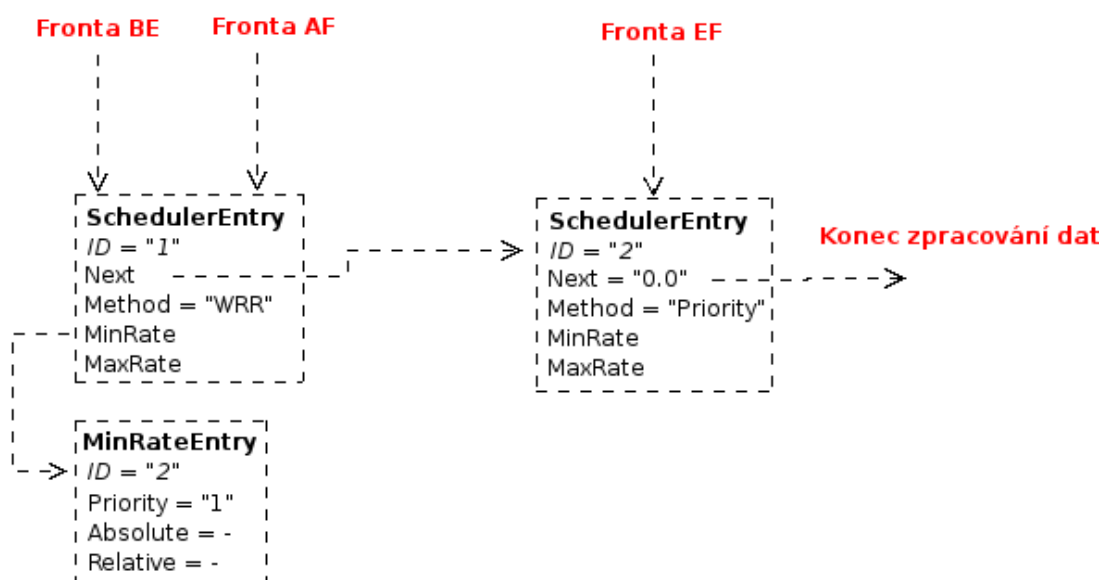 Fronta BE
Fronta AF
Fronta EF
SchedulerEntry
ID = "1"
Next
Method = "WRR"
MinRate
MaxRate
SchedulerEntry
ID = "2"
Next = "0.0"
Method = "Priority"
MinRate
MaxRate
Konec zpracování dat
MinRateEntry
ID = "2"
Priority = "1"
Absolute = -
Relative = -